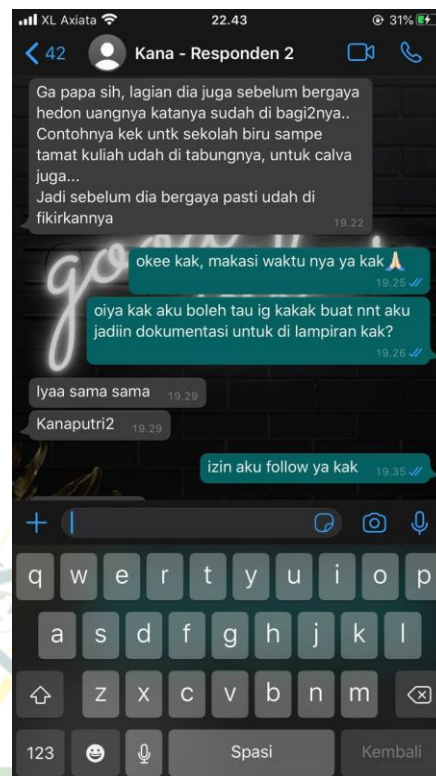 XL Axiata
22.43
31%
42
Kana - Responden 2
Ga papa sih, lagian dia juga sebelum bergaya
hedon uangnya katanya sudah di bagi2nya..
Contohnya kek untk sekolah biru sampe
tamat kuliah udah di tabungnya, untuk calva
juga...
Jadi sebelum dia bergaya pasti udah di
fikirkannya
19.22
good
okee kak, makasi waktu nya ya kak🙏🏻
19.25
oiya kak aku boleh tau ig kakak buat nnt aku
jadiin dokumentasi untuk di lampiran kak?
19.26
Iyaa sama sama
19.29
Kanaputri2
19.29
izin aku follow ya kak
19.35
q w e r t y u i o p
a s d f g h j k l
z x c v b n m
123
Spasi
Kembali